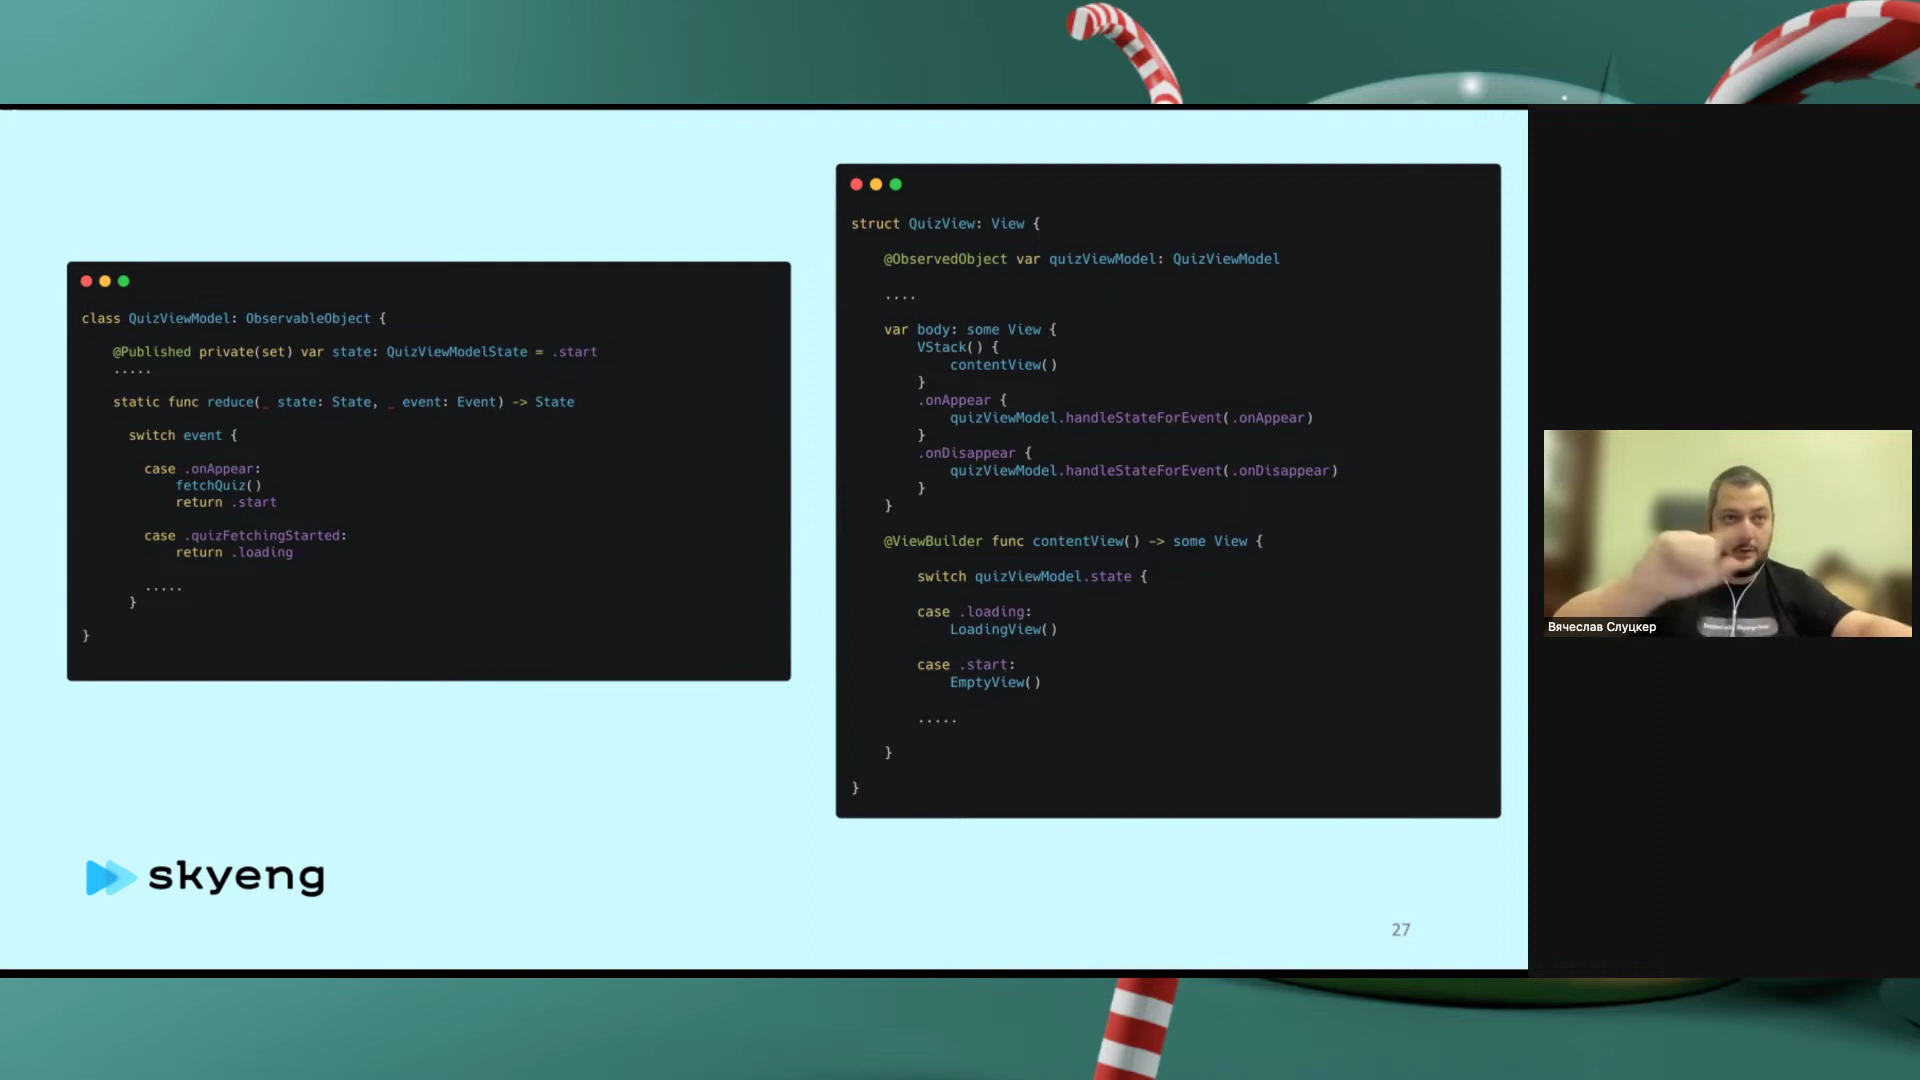 class QuizViewModel: ObservableObject {
@Published private(set) var state: QuizViewModelState = .start
.....
static func reduce(_ state: State, _ event: Event) -> State
switch event {
case .onAppear:
fetchQuiz()
return .start
case .quizFetchingStarted:
return .loading
.....
}
}
struct QuizView: View {
@ObservedObject var quizViewModel: QuizViewModel
....
var body: some View {
VStack() {
contentView()
}
.onAppear {
quizViewModel.handleStateForEvent(.onAppear)
}
.onDisappear {
quizViewModel.handleStateForEvent(.onDisappear)
}
}
@ViewBuilder func contentView() -> some View {
switch quizViewModel.state {
case .loading:
LoadingView()
case .start:
EmptyView()
.....
}
}
skyeng
27
Вячеслав Слуцкер